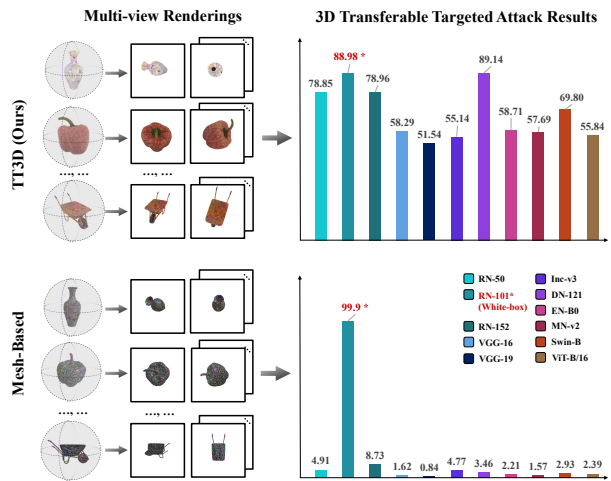 Multi-view Renderings
3D Transferable Targeted Attack Results
TT3D (Ours)
..., ...
..., ...
78.85
88.98 *
78.96
58.29
51.54
55.14
89.14
58.71
57.69
69.80
55.84
Mesh-Based
..., ...
..., ...
4.91
99.9 *
8.73
1.62
0.84
4.77
3.46
2.21
1.57
2.93
2.39
RN-50
RN-101*
(White-box)
RN-152
VGG-16
VGG-19
Inc-v3
DN-121
EN-B0
MN-v2
Swin-B
ViT-B/16